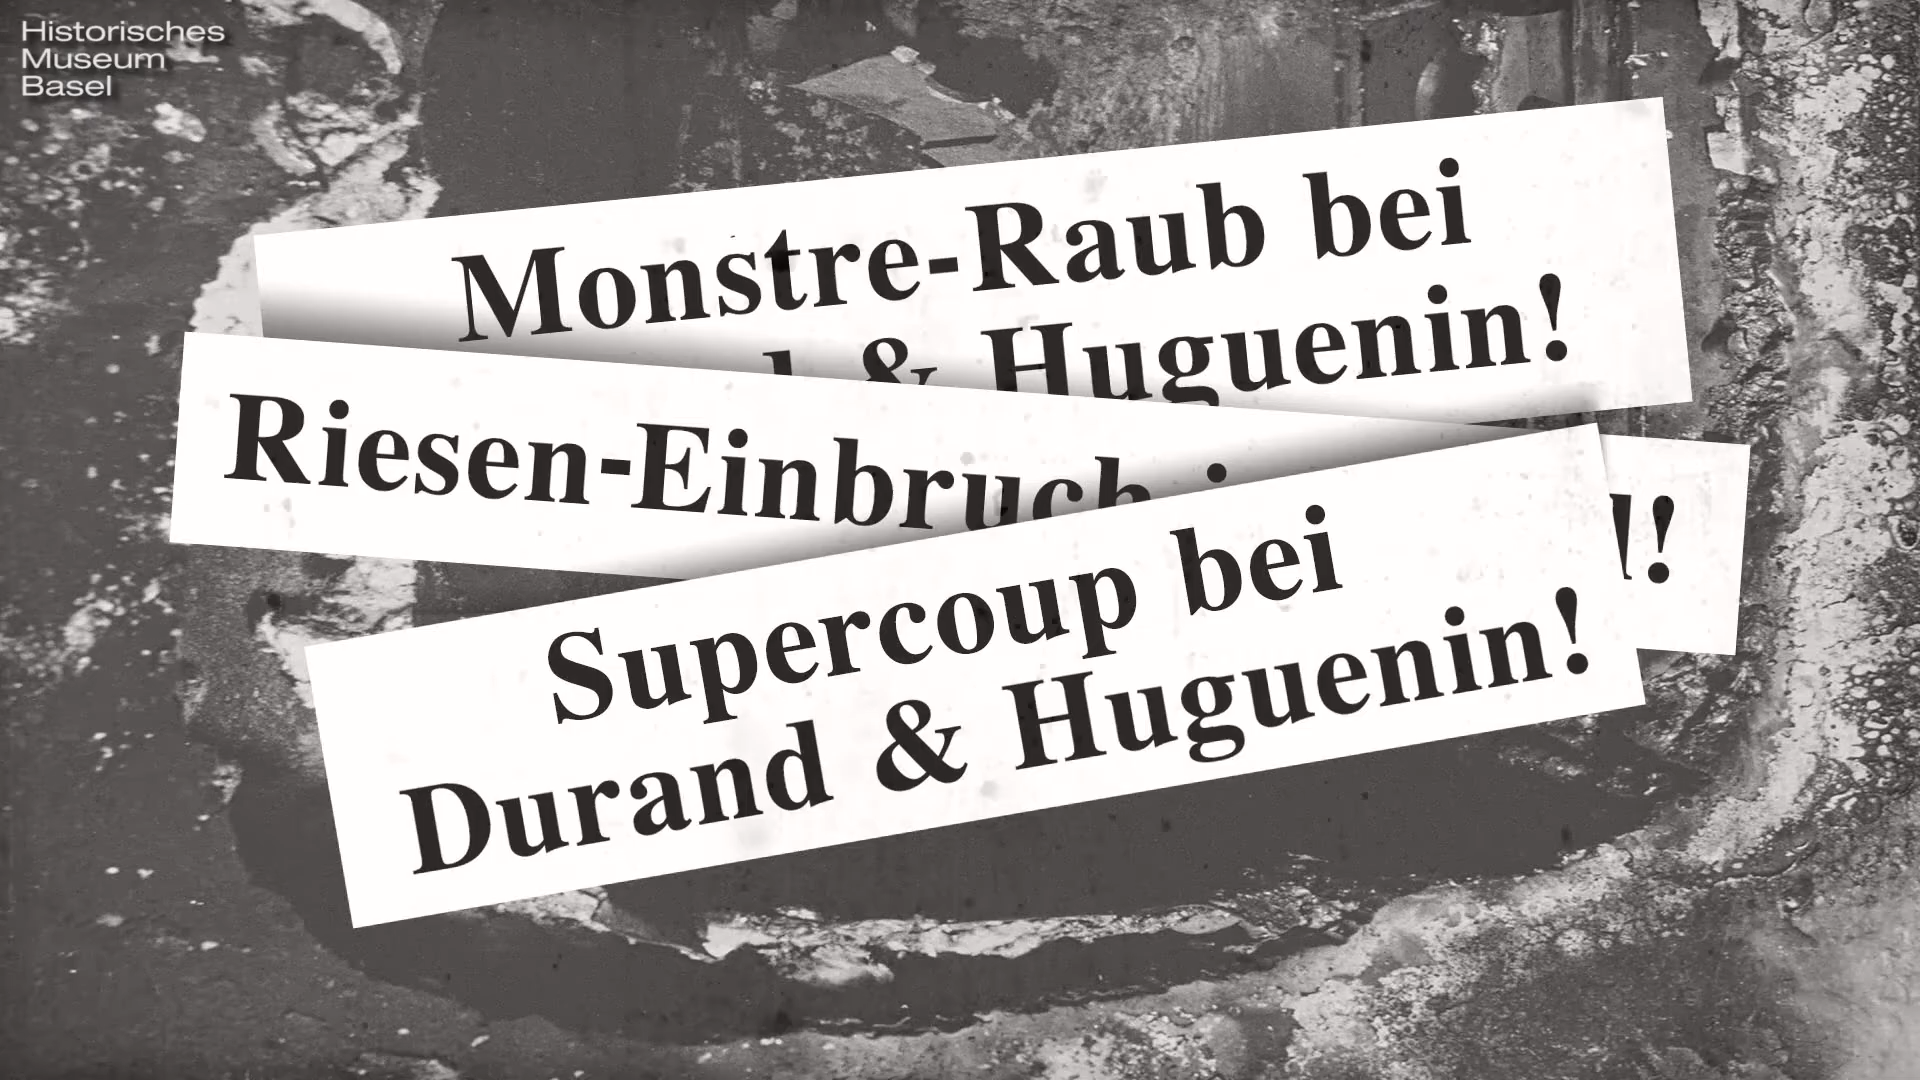 Historisches
Museum
Basel
Monstre-Raub bei
& Huguenin!
Riesen-Einbruch
!
Supercoup bei
Durand & Huguenin!